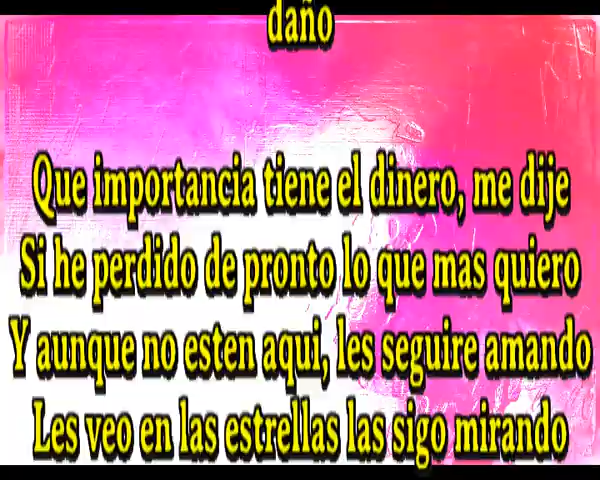 daño
Que importancia tiene el dinero, me dije
Si he perdido de pronto lo que mas quiero
Y aunque no esten aqui, les seguire amando
Les veo en las estrellas las sigo mirando